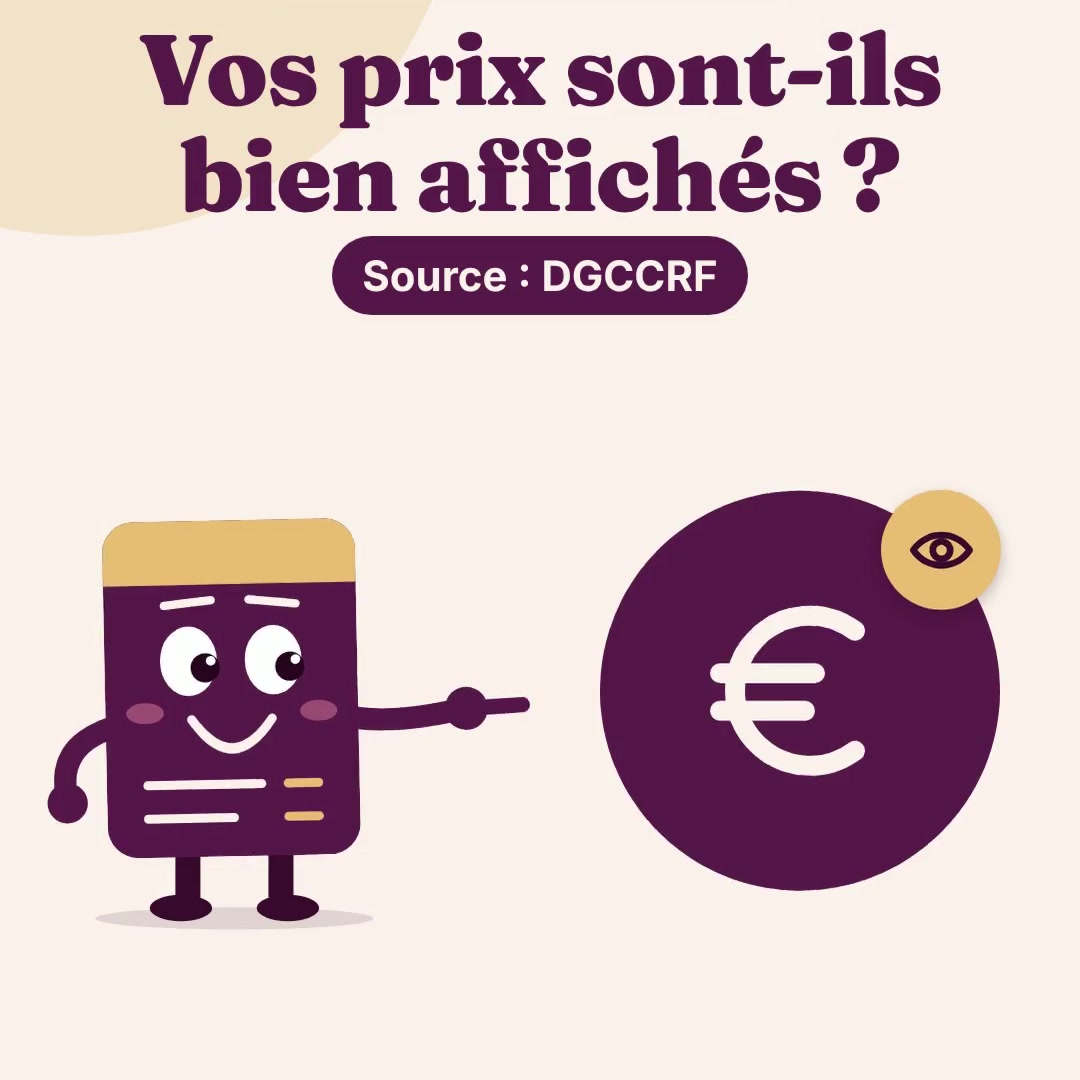 Vos prix sont-ils
bien affichés ?
Source : DGCCRF
€